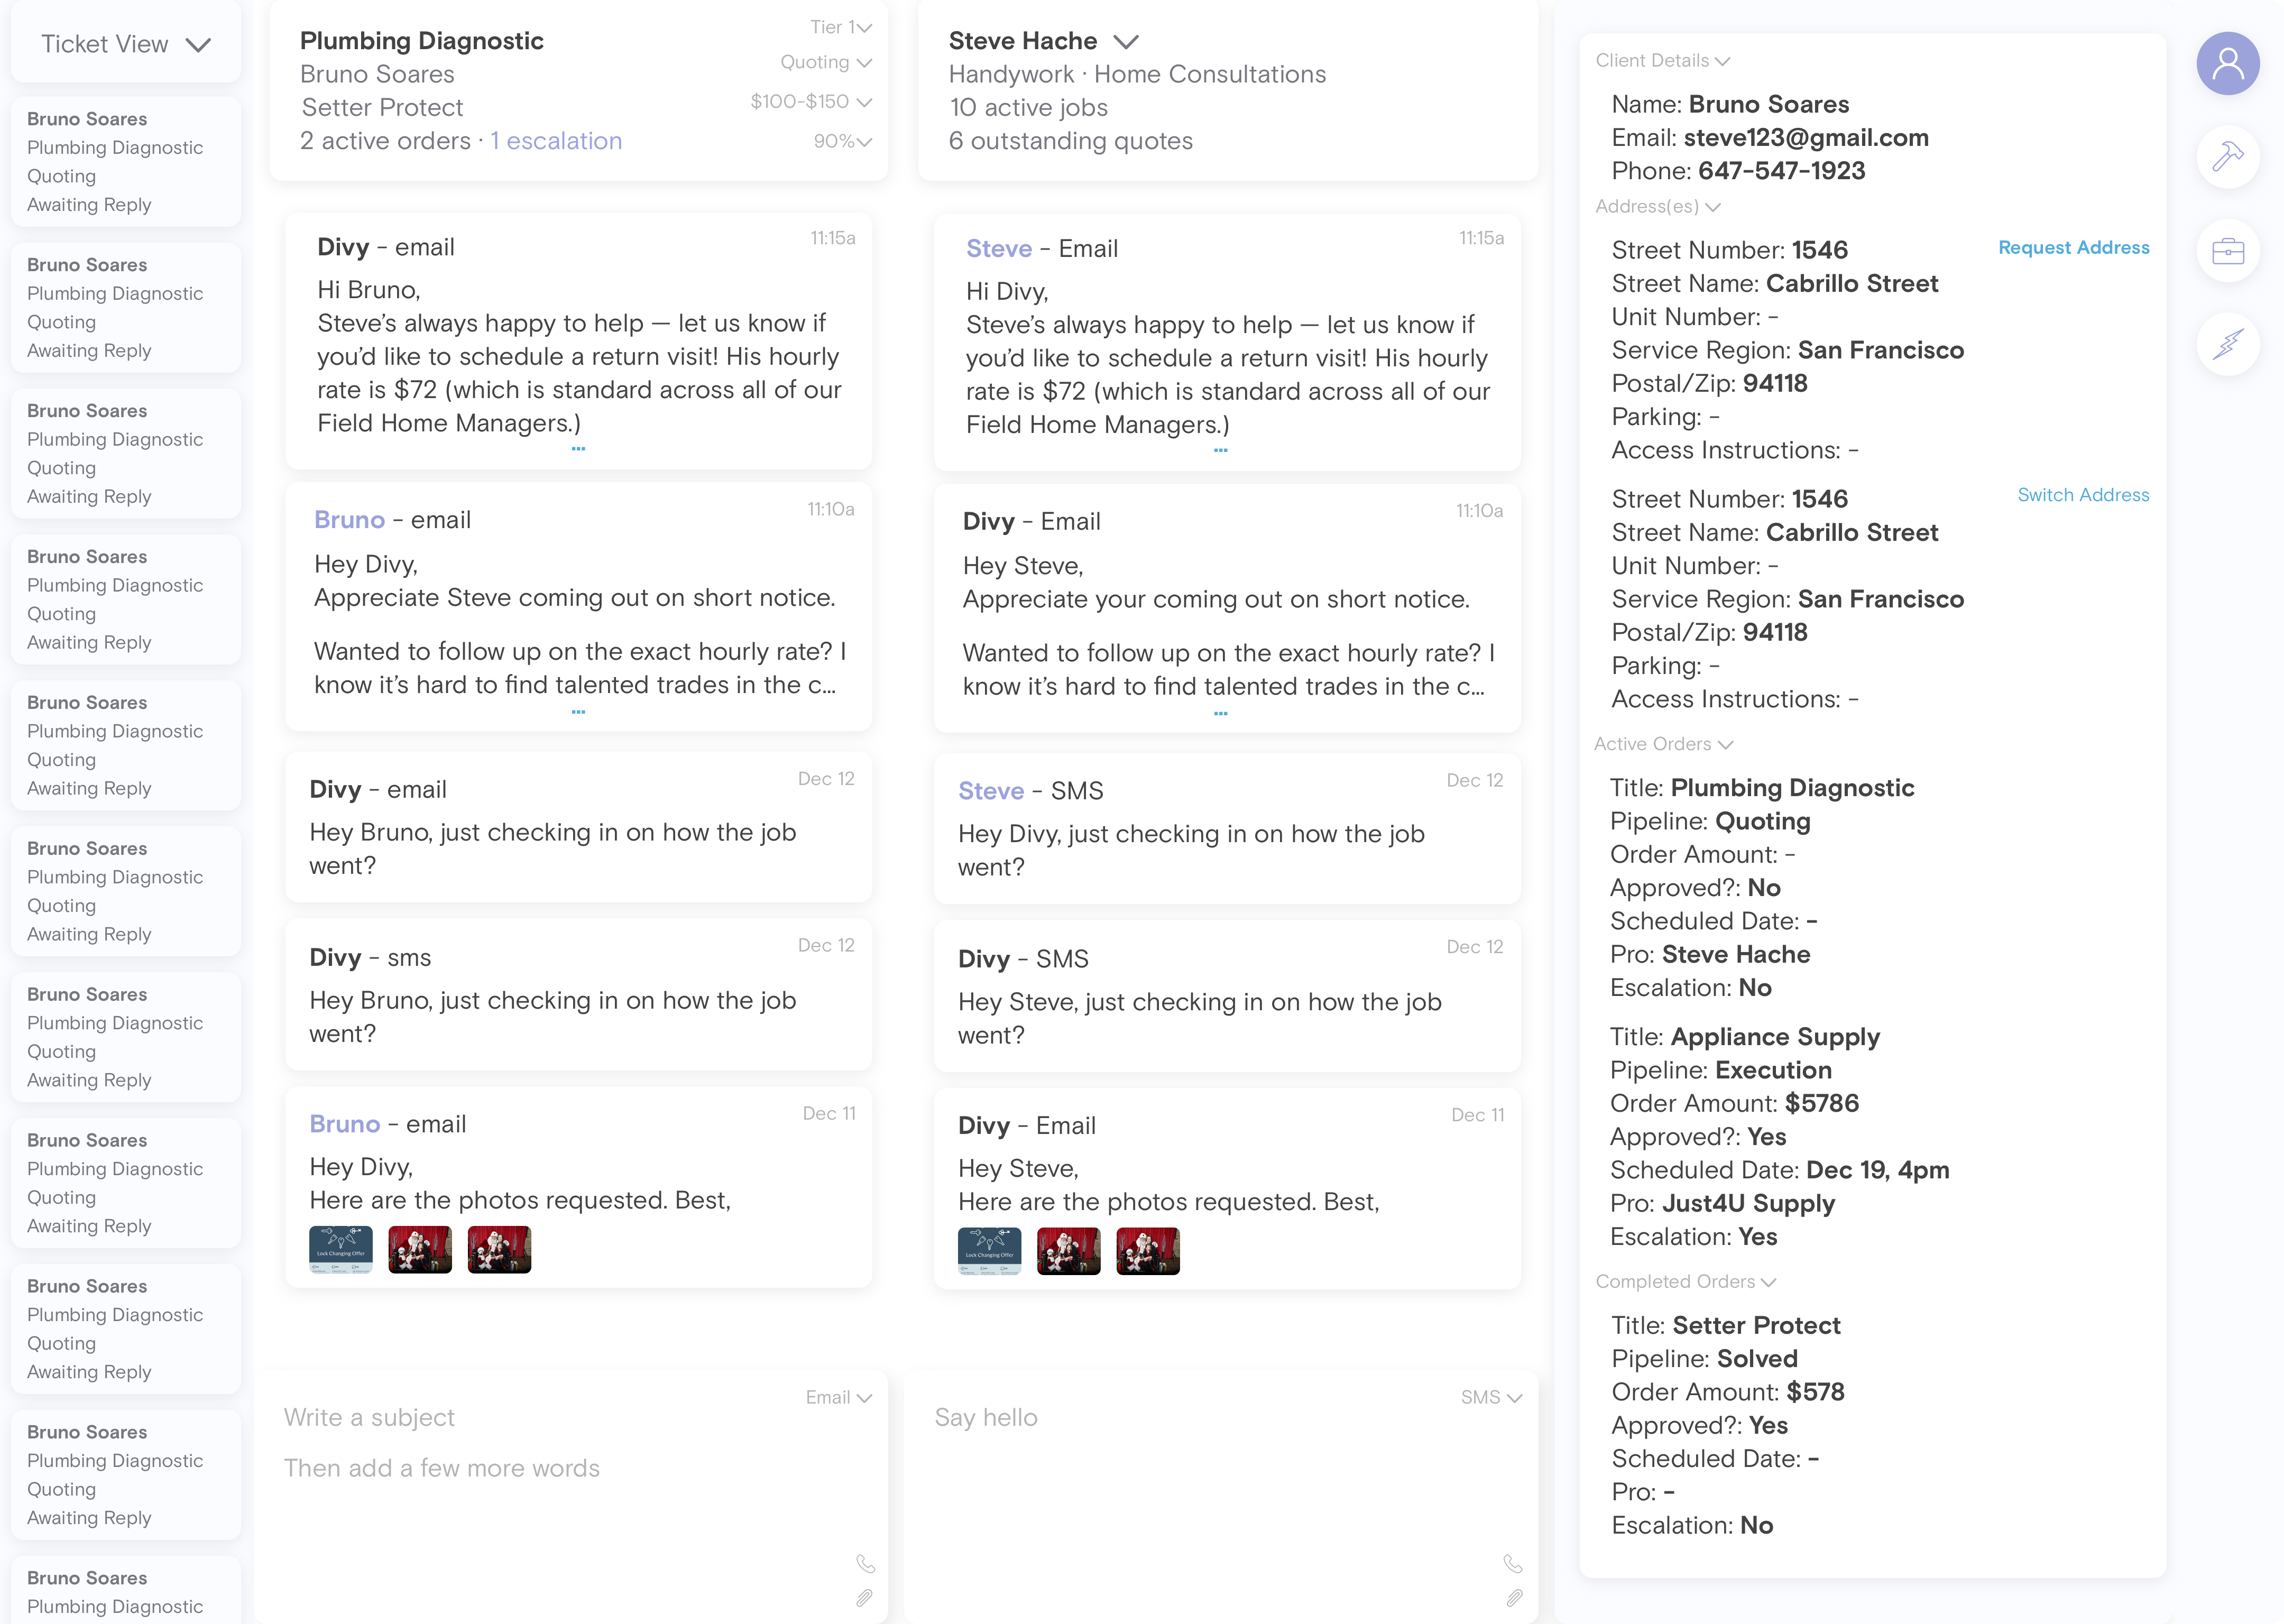 Ticket View
Bruno Soares
Plumbing Diagnostic
Quoting
Awaiting Reply
Bruno Soares
Plumbing Diagnostic
Quoting
Awaiting Reply
Bruno Soares
Plumbing Diagnostic
Quoting
Awaiting Reply
Bruno Soares
Plumbing Diagnostic
Quoting
Awaiting Reply
Bruno Soares
Plumbing Diagnostic
Quoting
Awaiting Reply
Bruno Soares
Plumbing Diagnostic
Quoting
Awaiting Reply
Bruno Soares
Plumbing Diagnostic
Quoting
Awaiting Reply
Bruno Soares
Plumbing Diagnostic
Quoting
Awaiting Reply
Bruno Soares
Plumbing Diagnostic
Quoting
Awaiting Reply
Bruno Soares
Plumbing Diagnostic
Quoting
Awaiting Reply
Bruno Soares
Plumbing Diagnostic
Plumbing Diagnostic
Bruno Soares
Setter Protect
2 active orders · 1 escalation
Tier 1
Quoting
$100-$150
90%
Divy - email
11:15a
Hi Bruno,
Steve's always happy to help — let us know if
you'd like to schedule a return visit! His hourly
rate is $72 (which is standard across all of our
Field Home Managers.)
...
Bruno - email
11:10a
Hey Divy,
Appreciate Steve coming out on short notice.
Wanted to follow up on the exact hourly rate? I
know it's hard to find talented trades in the c...
...
Divy - email
Dec 12
Hey Bruno, just checking in on how the job
went?
Divy - sms
Dec 12
Hey Bruno, just checking in on how the job
went?
Bruno - email
Dec 11
Hey Divy,
Here are the photos requested. Best,
Lock Changing Offer
Email
Write a subject
Then add a few more words
Steve Hache
Handywork · Home Consultations
10 active jobs
6 outstanding quotes
Steve - Email
11:15a
Hi Divy,
Steve's always happy to help — let us know if
you'd like to schedule a return visit! His hourly
rate is $72 (which is standard across all of our
Field Home Managers.)
...
Divy - Email
11:10a
Hey Steve,
Appreciate your coming out on short notice.
Wanted to follow up on the exact hourly rate? I
know it's hard to find talented trades in the c...
...
Steve - SMS
Dec 12
Hey Divy, just checking in on how the job
went?
Divy - SMS
Dec 12
Hey Steve, just checking in on how the job
went?
Divy - Email
Dec 11
Hey Steve,
Here are the photos requested. Best,
Lock Changing Offer
SMS
Say hello
Client Details
Name: Bruno Soares
Email: steve123@gmail.com
Phone: 647-547-1923
Address(es)
Street Number: 1546
Request Address
Street Name: Cabrillo Street
Unit Number: -
Service Region: San Francisco
Postal/Zip: 94118
Parking: -
Access Instructions: -
Street Number: 1546
Switch Address
Street Name: Cabrillo Street
Unit Number: -
Service Region: San Francisco
Postal/Zip: 94118
Parking: -
Access Instructions: -
Active Orders
Title: Plumbing Diagnostic
Pipeline: Quoting
Order Amount: -
Approved?: No
Scheduled Date: -
Pro: Steve Hache
Escalation: No
Title: Appliance Supply
Pipeline: Execution
Order Amount: $5786
Approved?: Yes
Scheduled Date: Dec 19, 4pm
Pro: Just4U Supply
Escalation: Yes
Completed Orders
Title: Setter Protect
Pipeline: Solved
Order Amount: $578
Approved?: Yes
Scheduled Date: -
Pro: -
Escalation: No